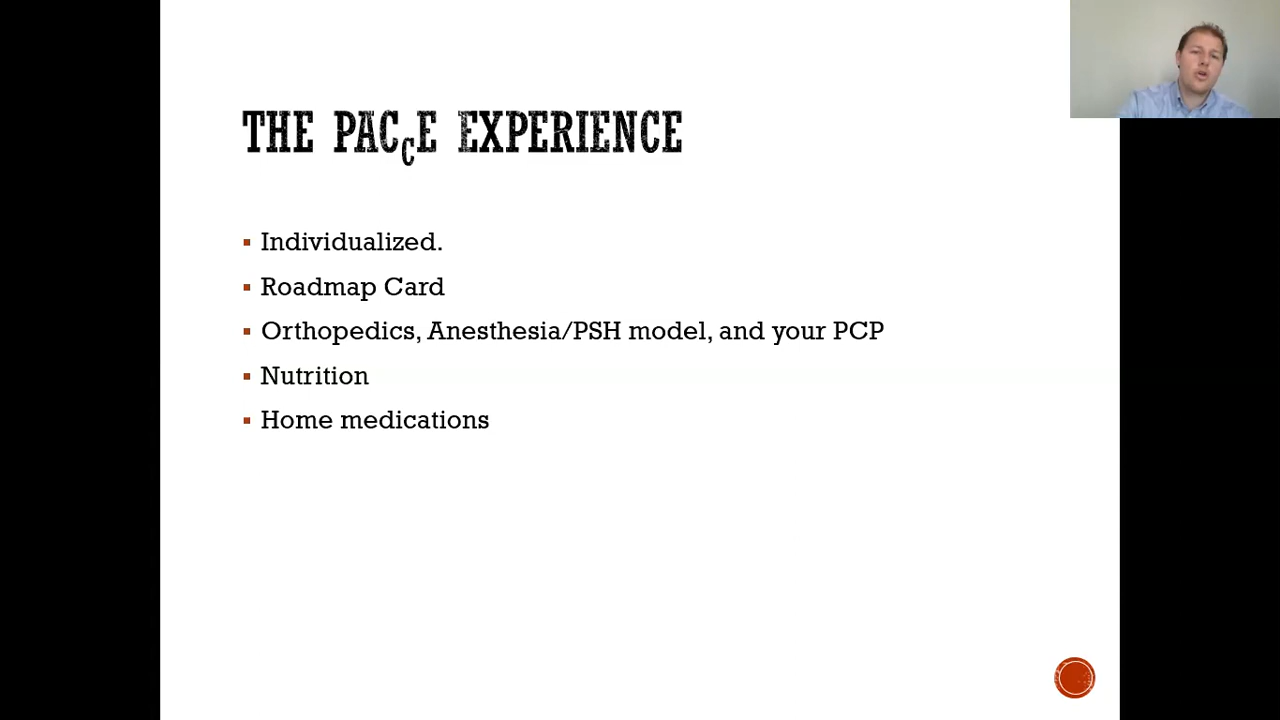 THE PACCE EXPERIENCE
Individualized.
Roadmap Card
Orthopedics, Anesthesia/PSH model, and your PCP
Nutrition
Home medications